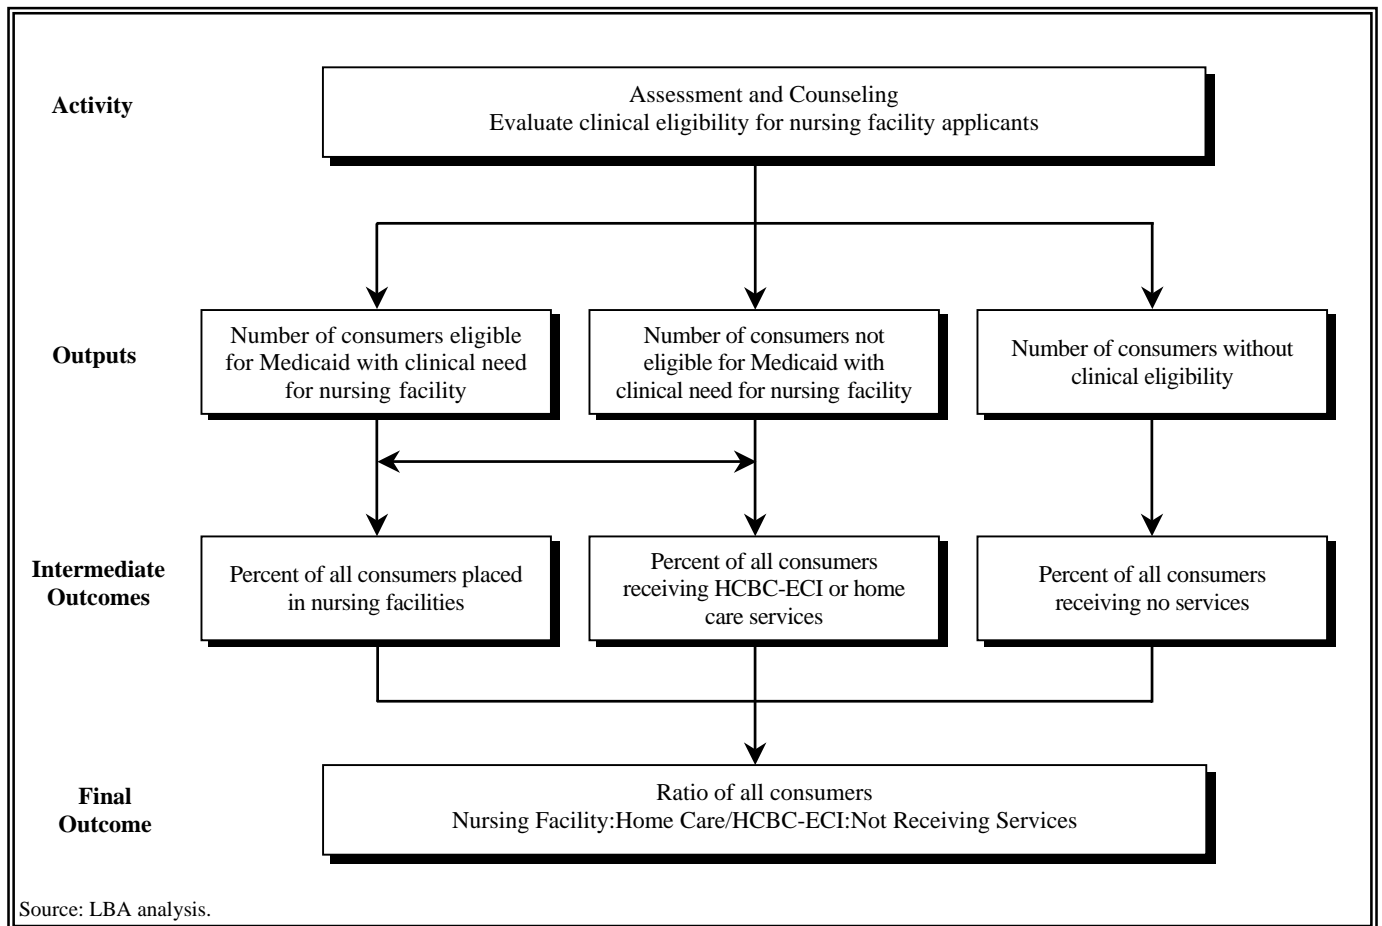 Activity
Assessment and Counseling
Evaluate clinical eligibility for nursing facility applicants
Outputs
Number of consumers eligible
for Medicaid with clinical need
for nursing facility
Number of consumers not
eligible for Medicaid with
clinical need for nursing facility
Number of consumers without
clinical eligibility
Intermediate
Outcomes
Percent of all consumers placed
in nursing facilities
Percent of all consumers
receiving HCBC-ECI or home
care services
Percent of all consumers
receiving no services
Final
Outcome
Ratio of all consumers
Nursing Facility:Home Care/HCBC-ECI:Not Receiving Services
Source: LBA analysis.